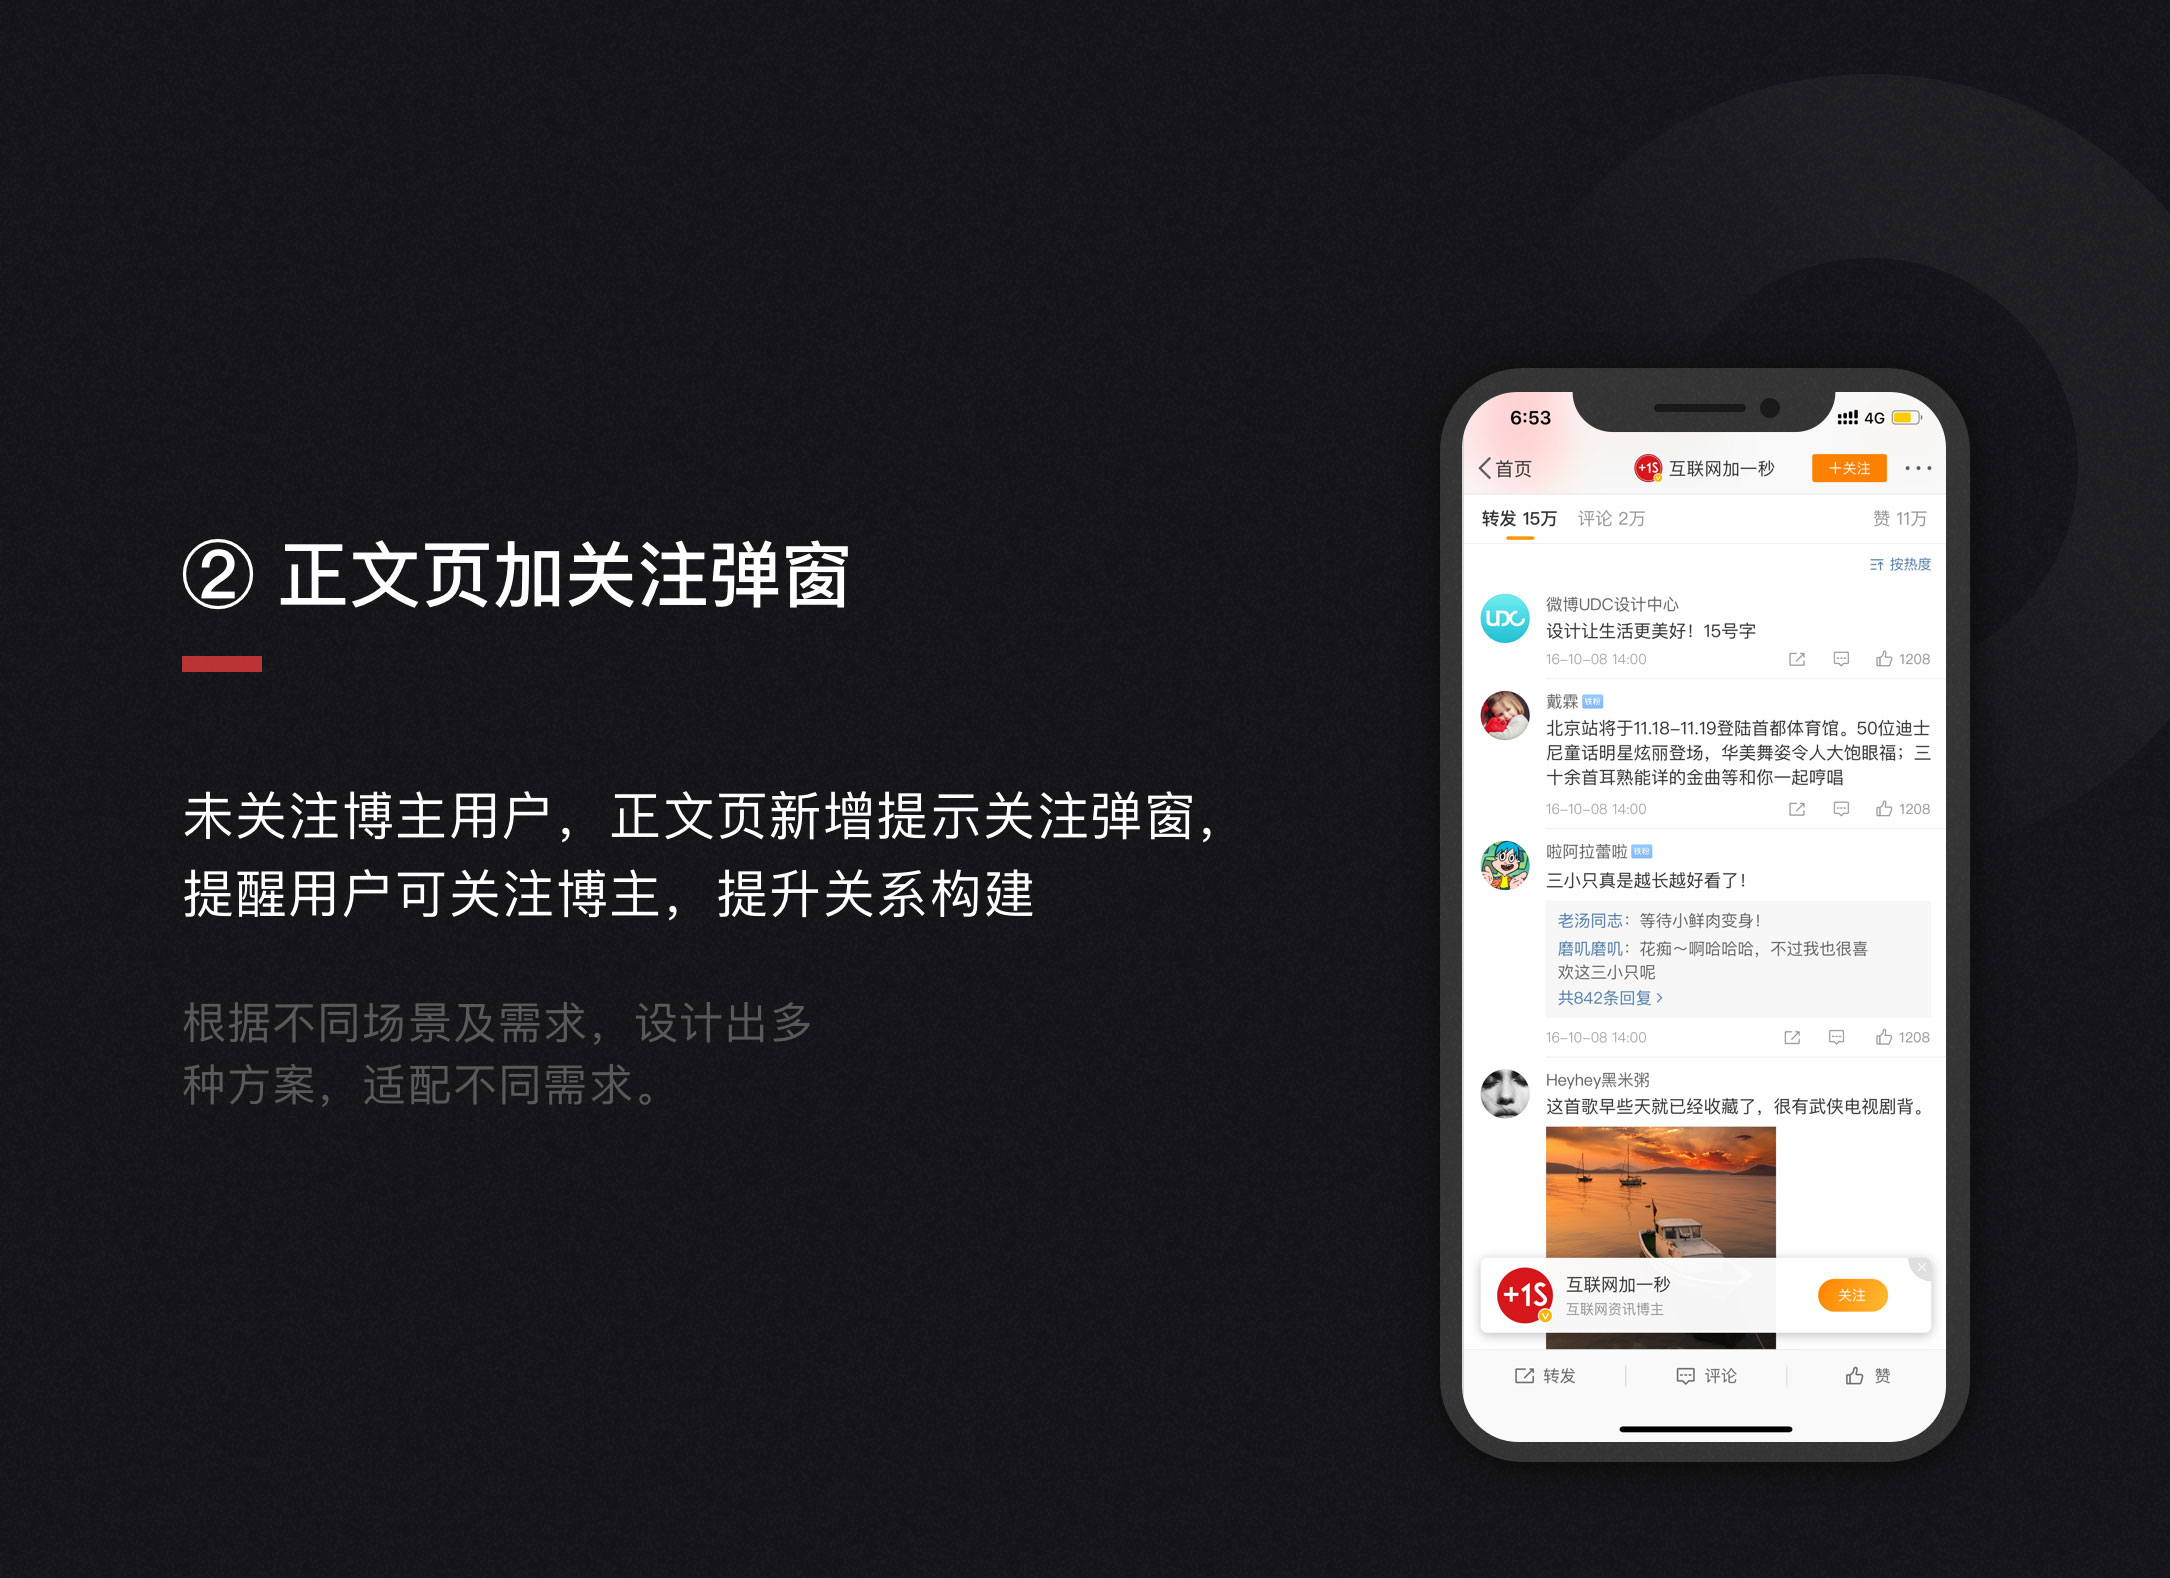 ② 正文页加关注弹窗
未关注博主用户，正文页新增提示关注弹窗，
提醒用户可关注博主，提升关系构建
根据不同场景及需求，设计出多
种方案，适配不同需求。
6:53
4G
首页
+1S
互联网加一秒
+关注
转发 15万
评论 2万
赞 11万
按热度
UDC
微博UDC设计中心
设计让生活更美好！15号字
16-10-08 14:00
1208
戴霖 铁粉
北京站将于11.18-11.19登陆首都体育馆。50位迪士
尼童话明星炫丽登场，华美舞姿令人大饱眼福；三
十余首耳熟能详的金曲等和你一起哼唱
16-10-08 14:00
1208
啦阿拉蕾啦 铁粉
三小只真是越长越好看了！
老汤同志：等待小鲜肉变身！
磨叽磨叽：花痴～啊哈哈哈，不过我也很喜
欢这三小只呢
共842条回复
16-10-08 14:00
1208
Heyhey黑米粥
这首歌早些天就已经收藏了，很有武侠电视剧背。
+1S
互联网加一秒
互联网资讯博主
关注
转发
评论
赞